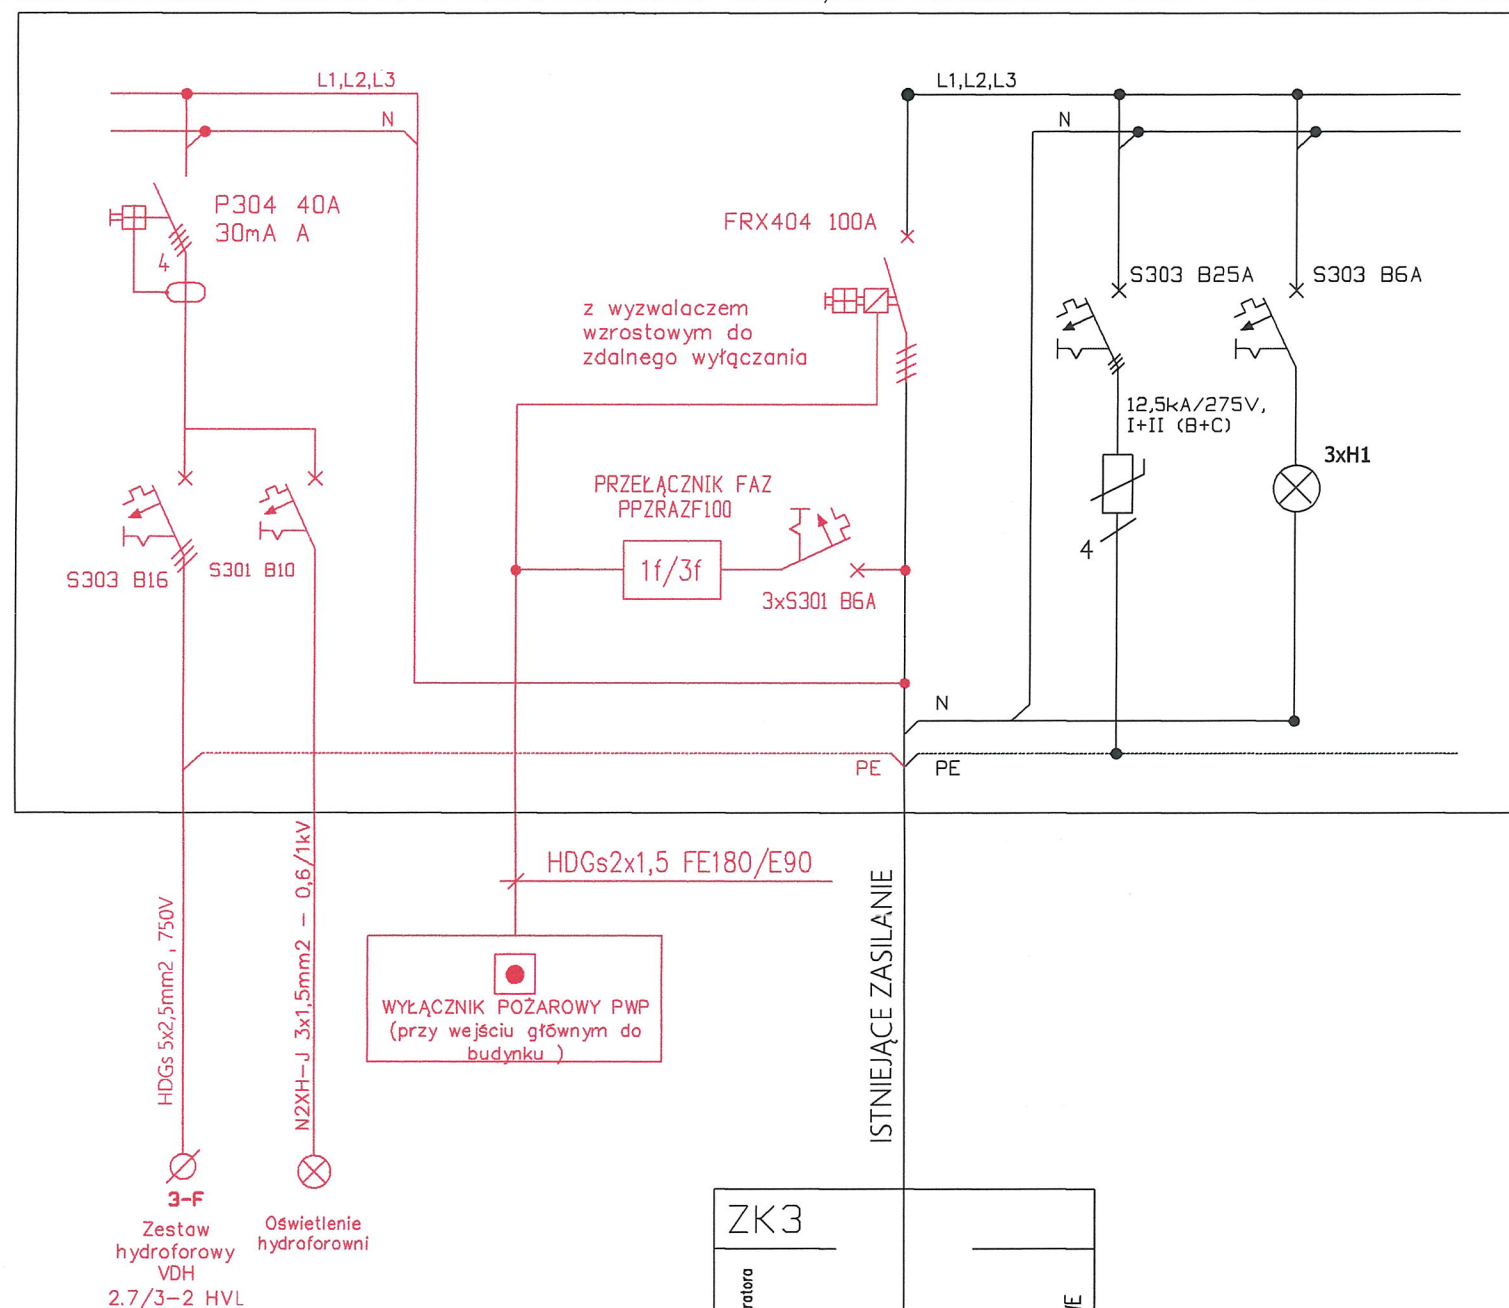 L1,L2,L3
N
P304 40A
30mA A
4
S303 B16
S301 B10
FRX404 100A
z wyzwalaczem
wzrostowym do
zdalnego wyłączania
PRZEŁĄCZNIK FAZ
PPZRAZF100
1f/3f
3xS301 B6A
L1,L2,L3
N
S303 B25A
S303 B6A
12,5kA/275V,
I+II (B+C)
3xH1
4
N
PE
PE
HDGs2x1,5 FE180/E90
WYŁĄCZNIK POŻAROWY PWP
(przy wejściu głównym do
budynku )
HDGs 5x2,5mm2 , 750V
N2XH-J 3x1,5mm2 - 0,6/1kV
ISTNIEJĄCE ZASILANIE
3-F
Zestaw
hydroforowy
VDH
2.7/3-2 HVL
Oświetlenie
hydroforowni
ZK3